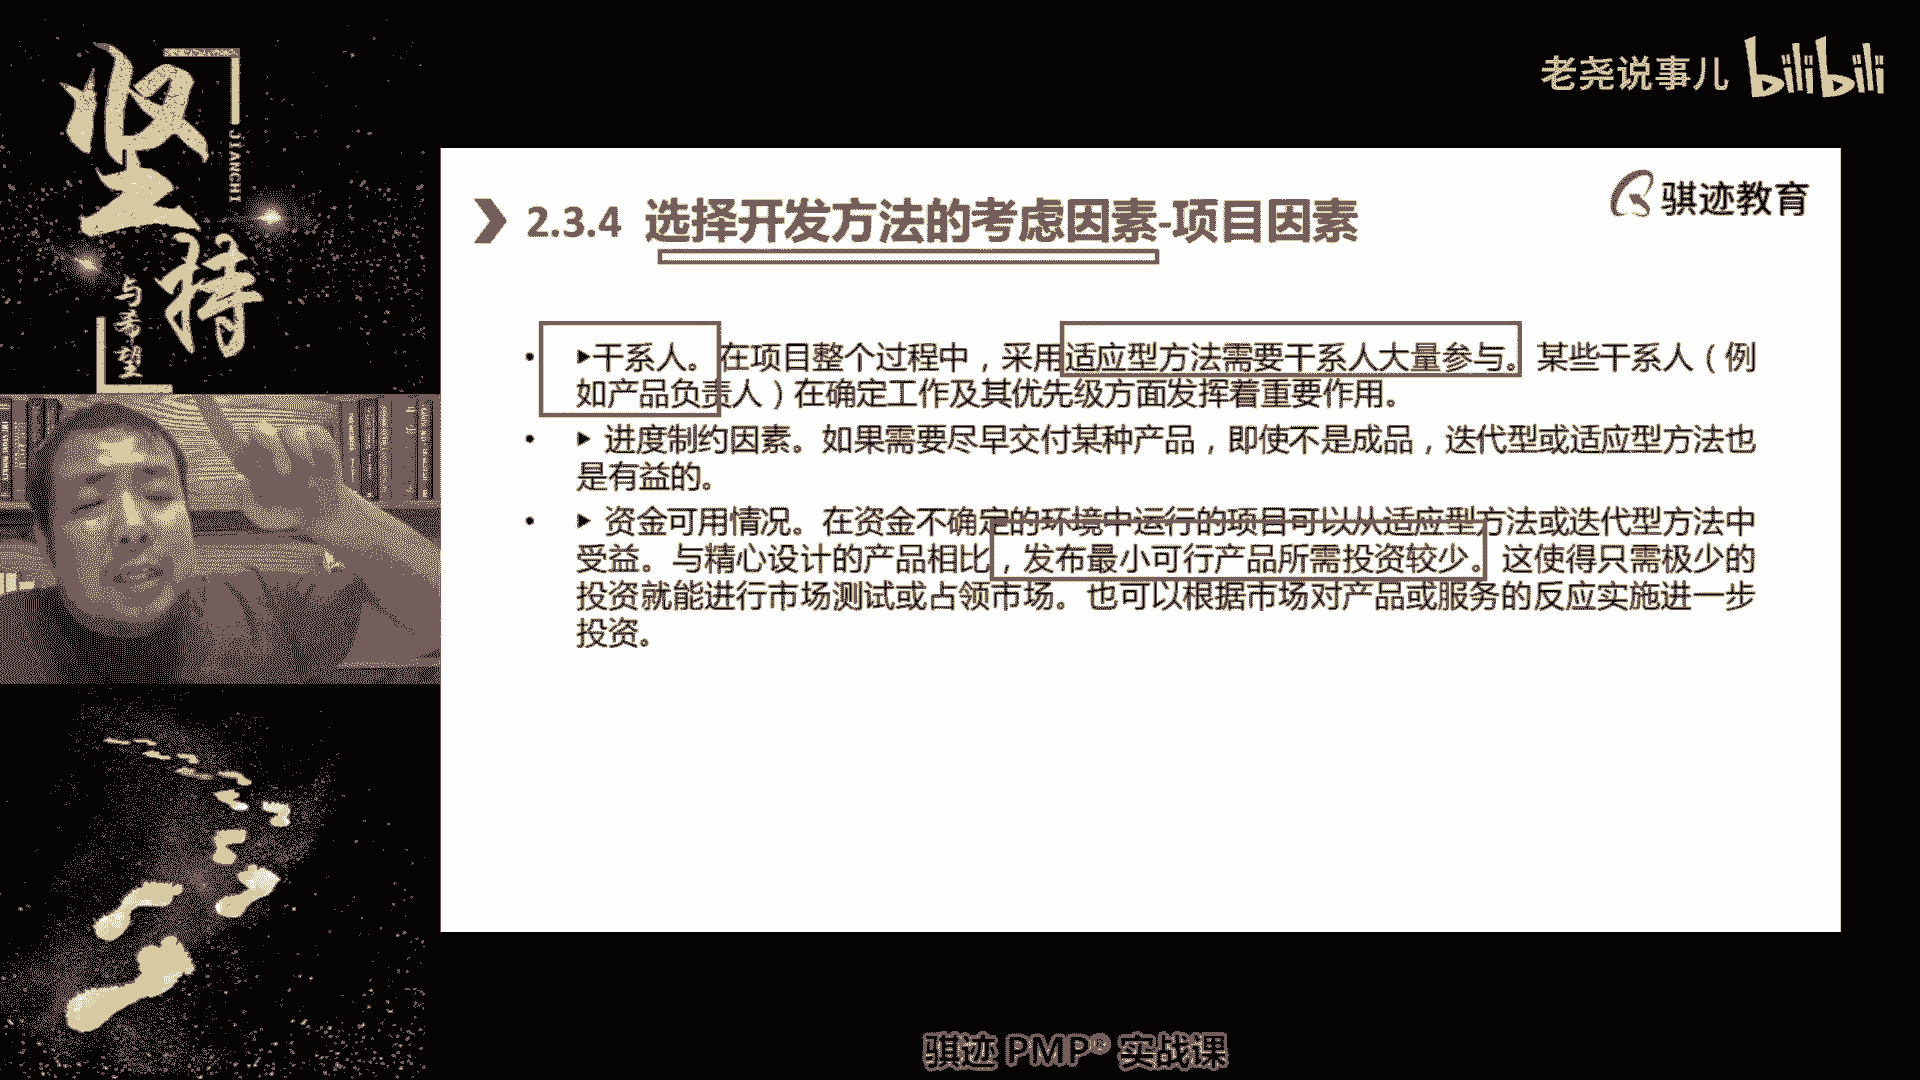 坚持
JIANCHI
与希望
老尧说事儿 bilibili
骐迹教育
2.3.4 选择开发方法的考虑因素-项目因素
• ▶干系人。在项目整个过程中，采用适应型方法需要干系人大量参与。某些干系人（例
如产品负责人）在确定工作及其优先级方面发挥着重要作用。
• ▶ 进度制约因素。如果需要尽早交付某种产品，即使不是成品，迭代型或适应型方法也
是有益的。
• ▶ 资金可用情况。在资金不确定的环境中运行的项目可以从适应型方法或迭代型方法中
受益。与精心设计的产品相比，发布最小可行产品所需投资较少。这使得只需极少的
投资就能进行市场测试或占领市场。也可以根据市场对产品或服务的反应实施进一步
投资。
骐迹 PMP® 实战课